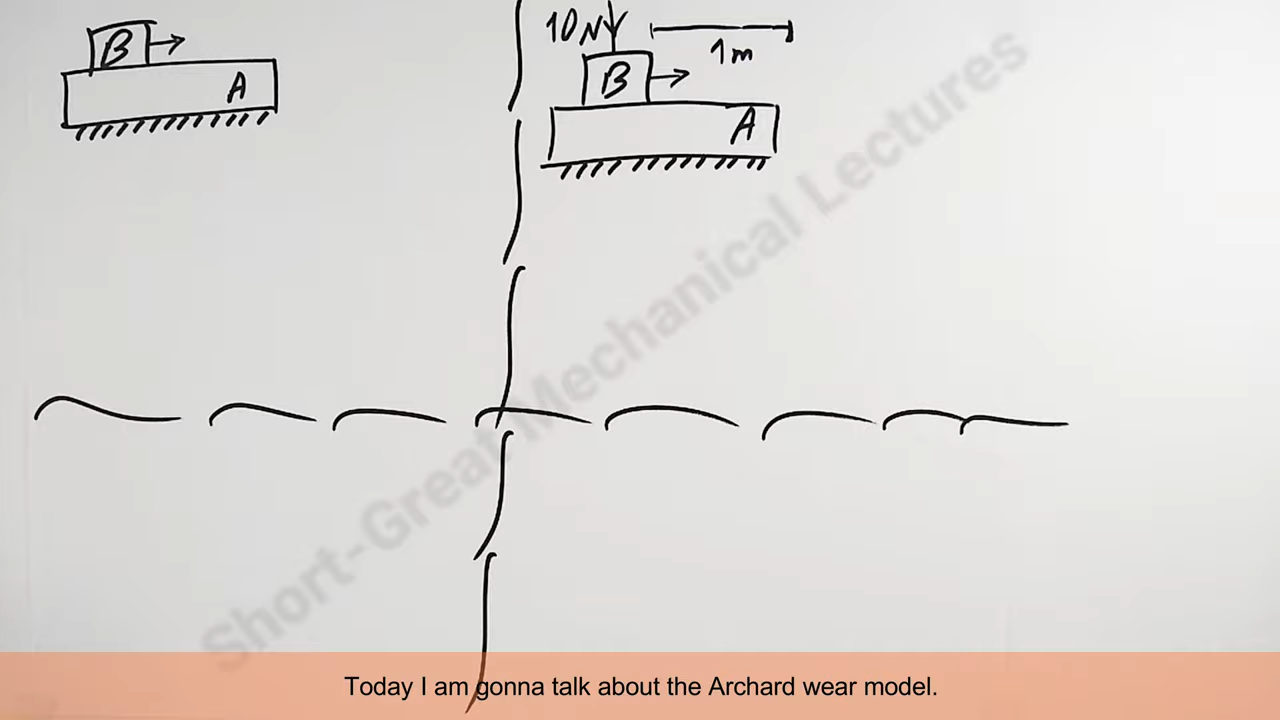 B
A
10N
1m
B
A
Short-Great Mechanical Lectures
Today I am gonna talk about the Archard wear model.